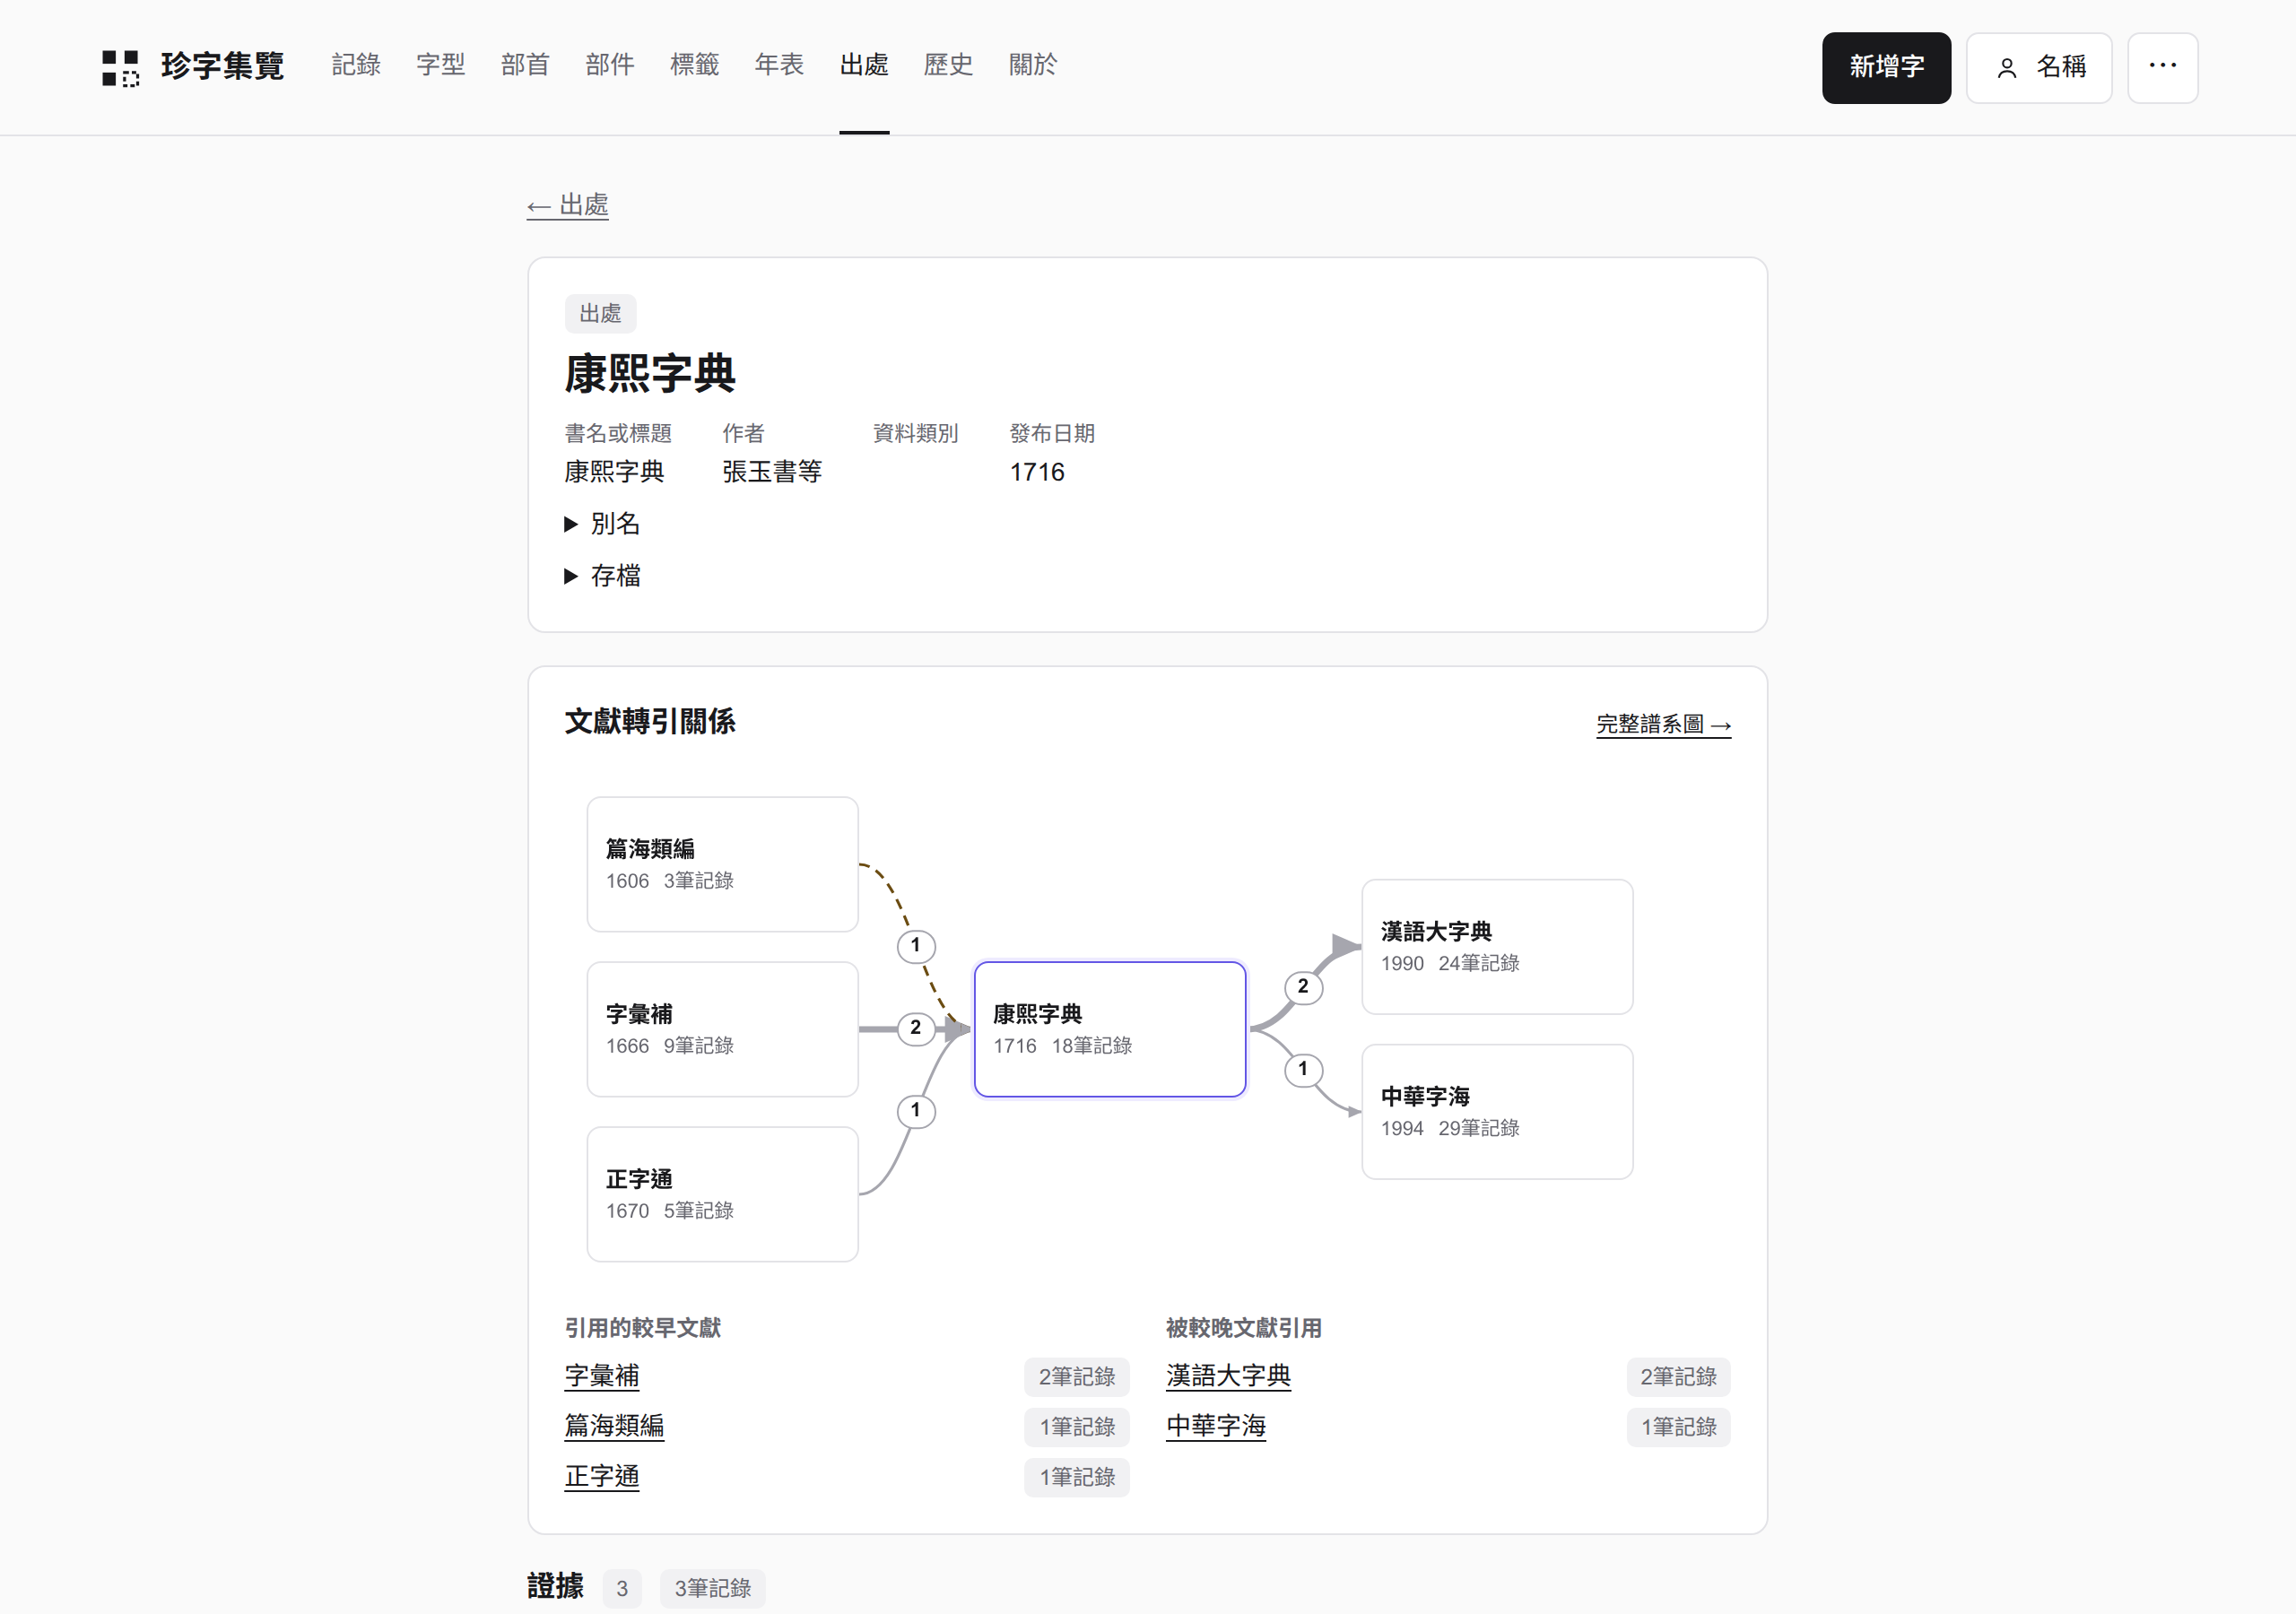 珍字集覽 記錄 字型 部首 部件 標籤 年表 出處 歷史 關於 新增字 名稱 ···
← 出處
出處
康熙字典
書名或標題 作者 資料類別 發布日期
康熙字典 張玉書等 1716
▶ 別名
▶ 存檔
文獻轉引關係 完整譜系圖 →
篇海類編
1606 3筆記錄
1
字彙補
1666 9筆記錄
2
正字通
1670 5筆記錄
1
康熙字典
1716 18筆記錄
2
漢語大字典
1990 24筆記錄
1
中華字海
1994 29筆記錄
引用的較早文獻
字彙補 2筆記錄
篇海類編 1筆記錄
正字通 1筆記錄
被較晚文獻引用
漢語大字典 2筆記錄
中華字海 1筆記錄
證據 3 3筆記錄